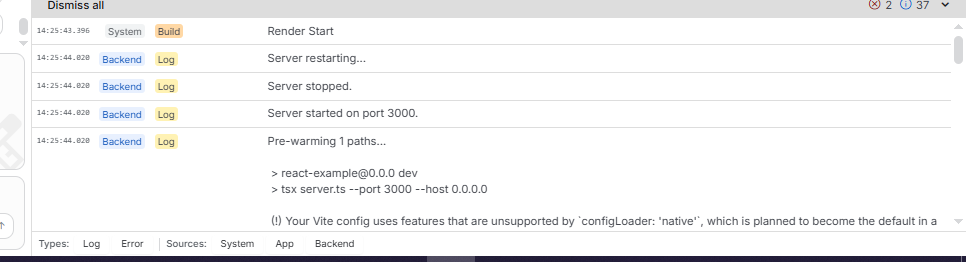 Dismiss all 2 37
14:25:43.396 System Build Render Start
14:25:44.020 Backend Log Server restarting...
14:25:44.020 Backend Log Server stopped.
14:25:44.020 Backend Log Server started on port 3000.
14:25:44.020 Backend Log Pre-warming 1 paths...
> react-example@0.0.0 dev
> tsx server.ts --port 3000 --host 0.0.0.0
(!) Your Vite config uses features that are unsupported by `configLoader: 'native'`, which is planned to become the default in a
Types: Log Error Sources: System App Backend